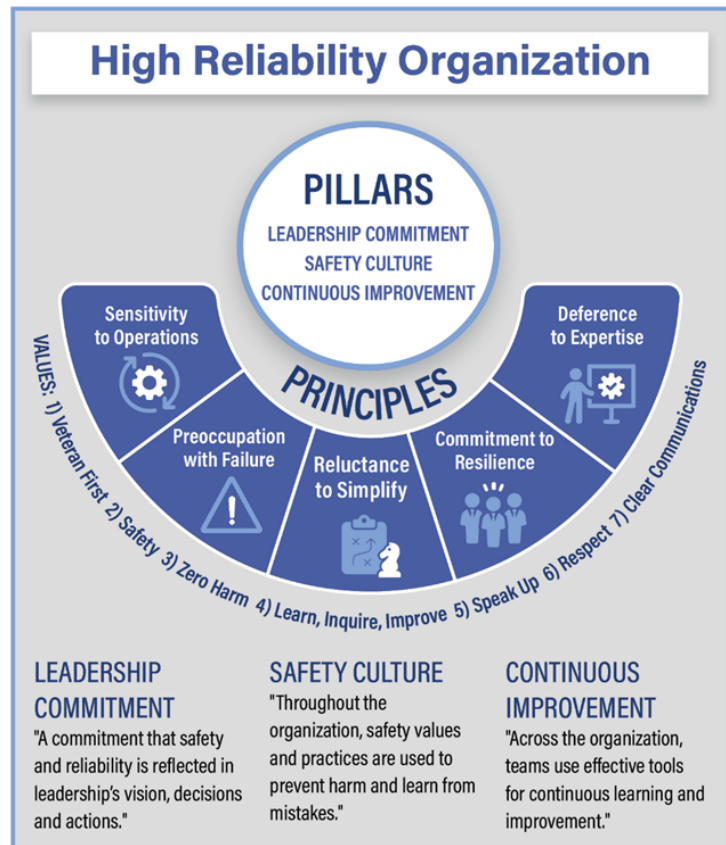 High Reliability Organization
PILLARS
LEADERSHIP COMMITMENT
SAFETY CULTURE
CONTINUOUS IMPROVEMENT
PRINCIPLES
Sensitivity
to Operations
Preoccupation
with Failure
Reluctance
to Simplify
Commitment to
Resilience
Deference
to Expertise
VALUES: 1) Veteran First 2) Safety 3) Zero Harm 4) Learn, Inquire, Improve 5) Speak Up 6) Respect 7) Clear Communications
LEADERSHIP
COMMITMENT
"A commitment that safety
and reliability is reflected in
leadership's vision, decisions
and actions."
SAFETY CULTURE
"Throughout the
organization, safety values
and practices are used to
prevent harm and learn from
mistakes."
CONTINUOUS
IMPROVEMENT
"Across the organization,
teams use effective tools
for continuous learning and
improvement."